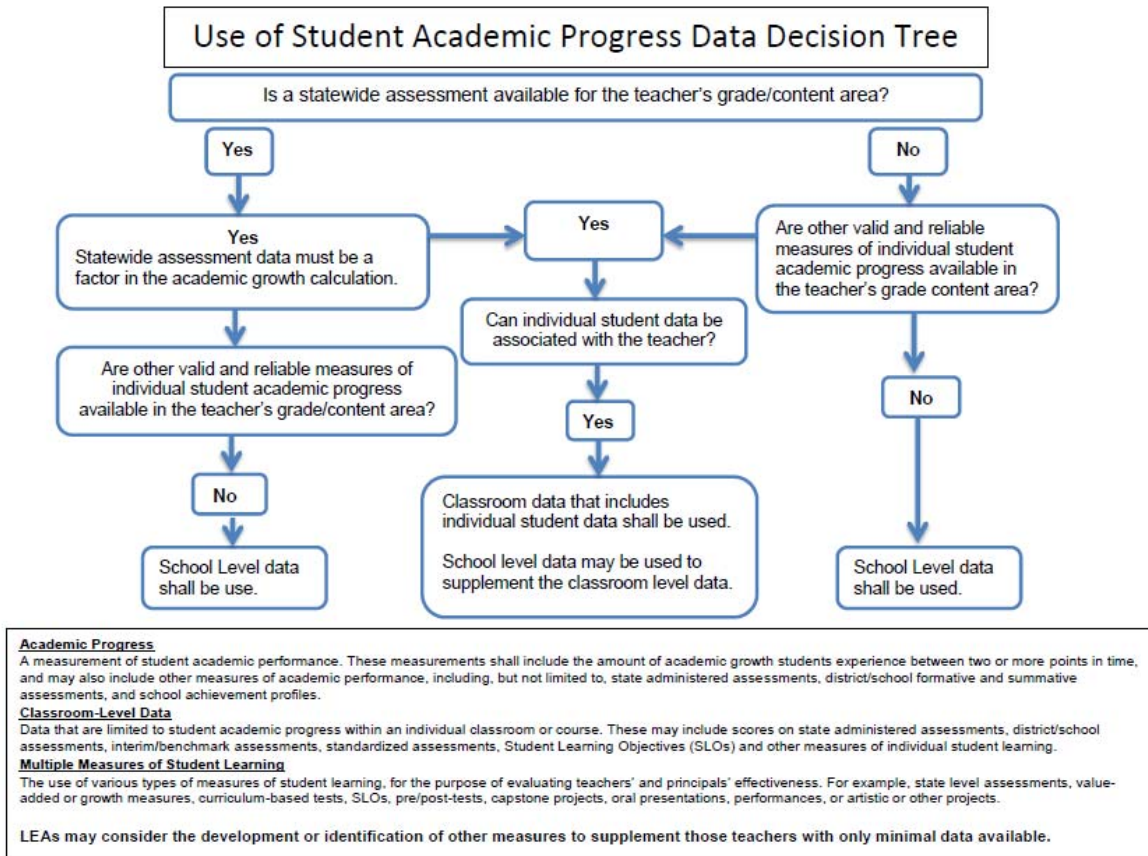 Use of Student Academic Progress Data Decision Tree
Is a statewide assessment available for the teacher's grade/content area?
Yes
No
Yes
Statewide assessment data must be a
factor in the academic growth calculation.
Yes
Are other valid and reliable
measures of individual student
academic progress available in
the teacher's grade content area?
Can individual student data be
associated with the teacher?
Are other valid and reliable measures of
individual student academic progress
available in the teacher's grade/content area?
No
Yes
No
Classroom data that includes
individual student data shall be used.
School level data may be used to
supplement the classroom level data.
School Level data
shall be use.
School Level data
shall be used.
Academic Progress
A measurement of student academic performance. These measurements shall include the amount of academic growth students experience between two or more points in time,
and may also include other measures of academic performance, including, but not limited to, state administered assessments, district/school formative and summative
assessments, and school achievement profiles.
Classroom-Level Data
Data that are limited to student academic progress within an individual classroom or course. These may include scores on state administered assessments, district/school
assessments, interim/benchmark assessments, standardized assessments, Student Learning Objectives (SLOs) and other measures of individual student learning.
Multiple Measures of Student Learning
The use of various types of measures of student learning, for the purpose of evaluating teachers' and principals' effectiveness. For example, state level assessments, value-
added or growth measures, curriculum-based tests, SLOs, pre/post-tests, capstone projects, oral presentations, performances, or artistic or other projects.
LEAs may consider the development or identification of other measures to supplement those teachers with only minimal data available.